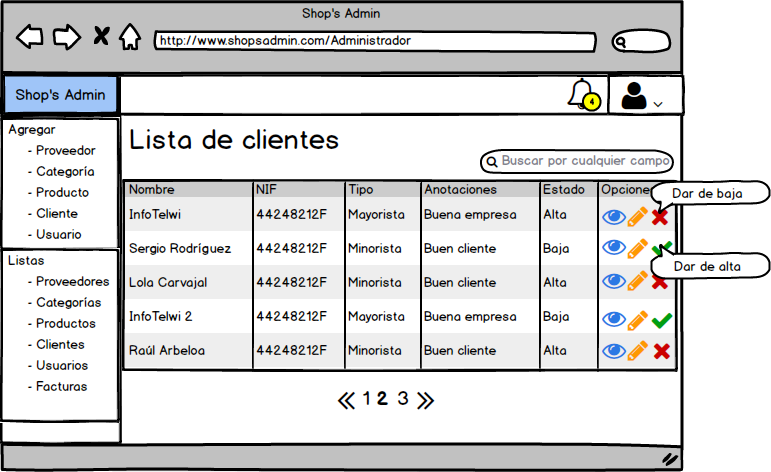 Shop's Admin
http://www.shopsadmin.com/Administrador
Shop's Admin
4
Agregar
- Proveedor
- Categoría
- Producto
- Cliente
- Usuario
Listas
- Proveedores
- Categorías
- Productos
- Clientes
- Usuarios
- Facturas
Lista de clientes
Buscar por cualquier campo
Nombre NIF Tipo Anotaciones Estado Opciones
InfoTelwi 44248212F Mayorista Buena empresa Alta
Sergio Rodríguez 44248212F Minorista Buen cliente Baja
Lola Carvajal 44248212F Minorista Buen cliente Alta
InfoTelwi 2 44248212F Mayorista Buena empresa Baja
Raúl Arbeloa 44248212F Minorista Buen cliente Alta
Dar de baja
Dar de alta
1 2 3